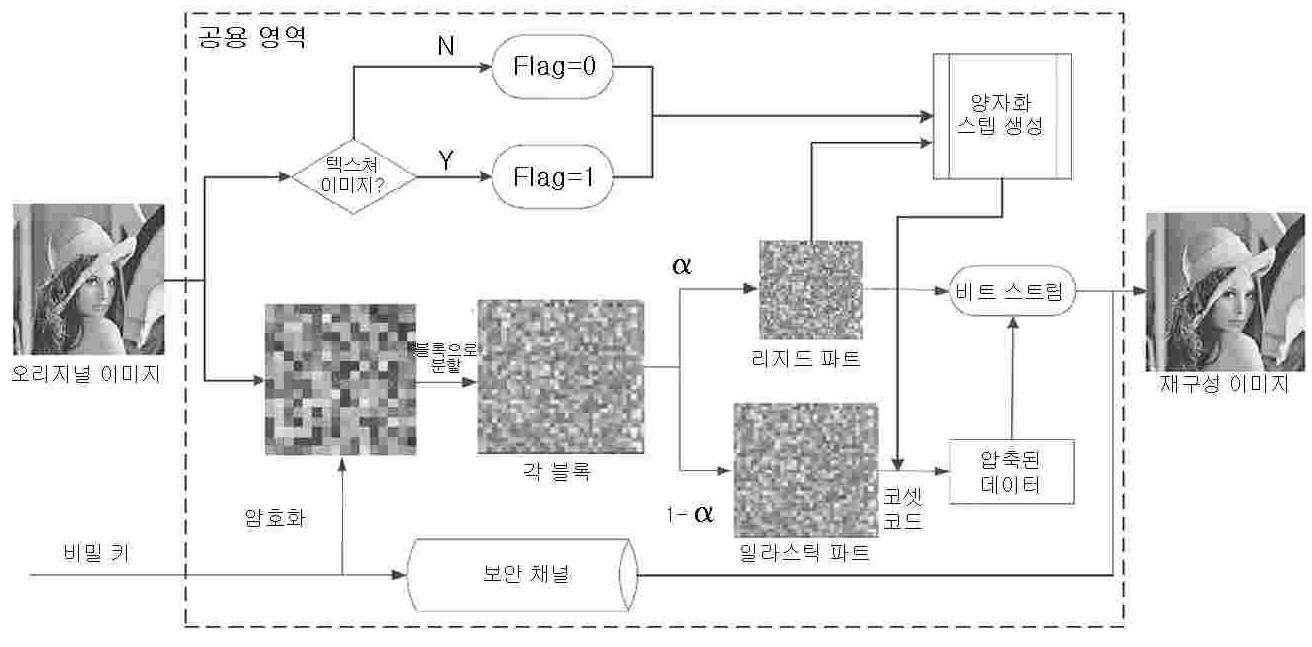 공용 영역
N
Flag=0
양자화
스텝 생성
텍스쳐
이미지?
Y
Flag=1
α
비트 스트림
리지드 파트
오리지널 이미지
블록으로
분할
재구성 이미지
각 블록
압축된
데이터
1-α
코셋
코드
일라스틱 파트
암호화
비밀 키
보안 채널